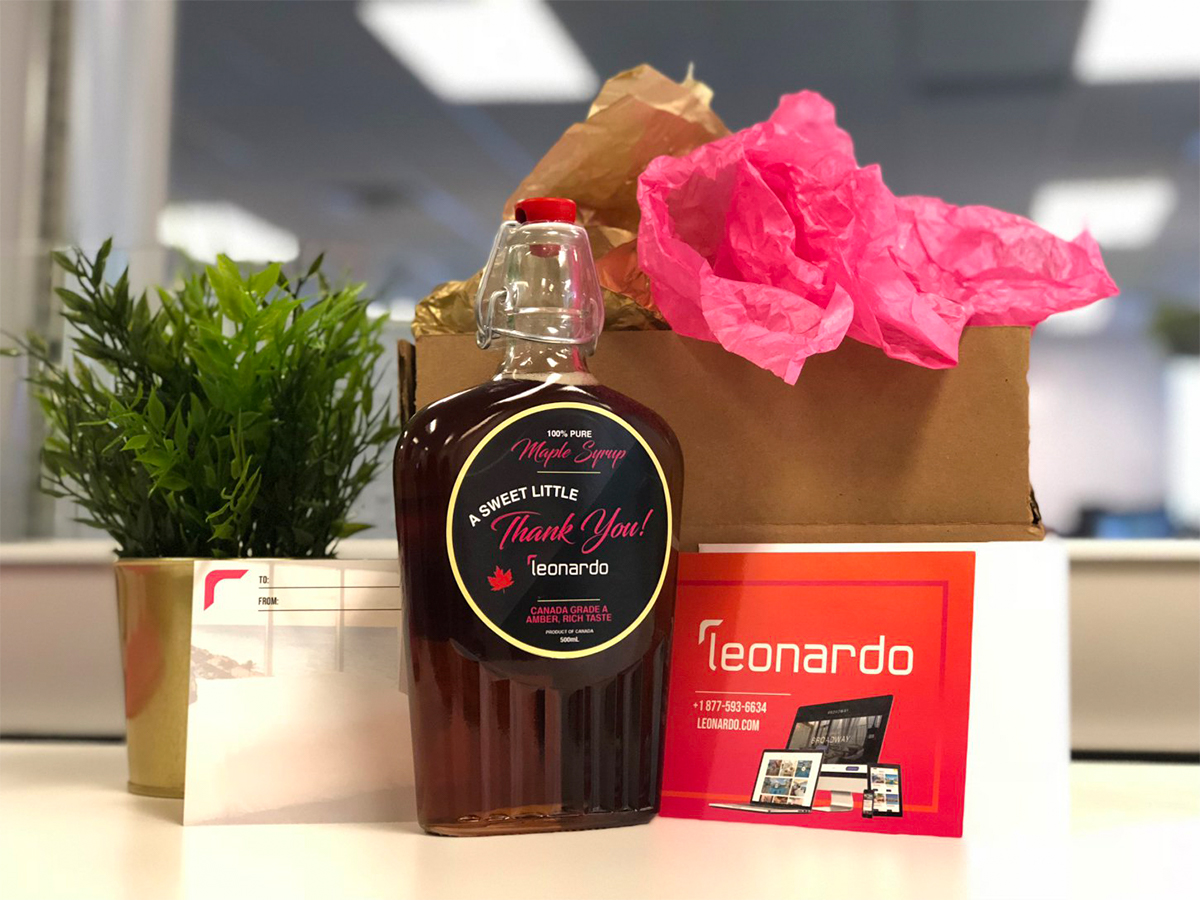 TO:
FROM:
100% PURE
Maple Syrup
A SWEET LITTLE
Thank You!
leonardo
CANADA GRADE A
AMBER, RICH TASTE
PRODUCT OF CANADA
500mL
leonardo
+1 877-593-6634
LEONARDO.COM
BROADWAY